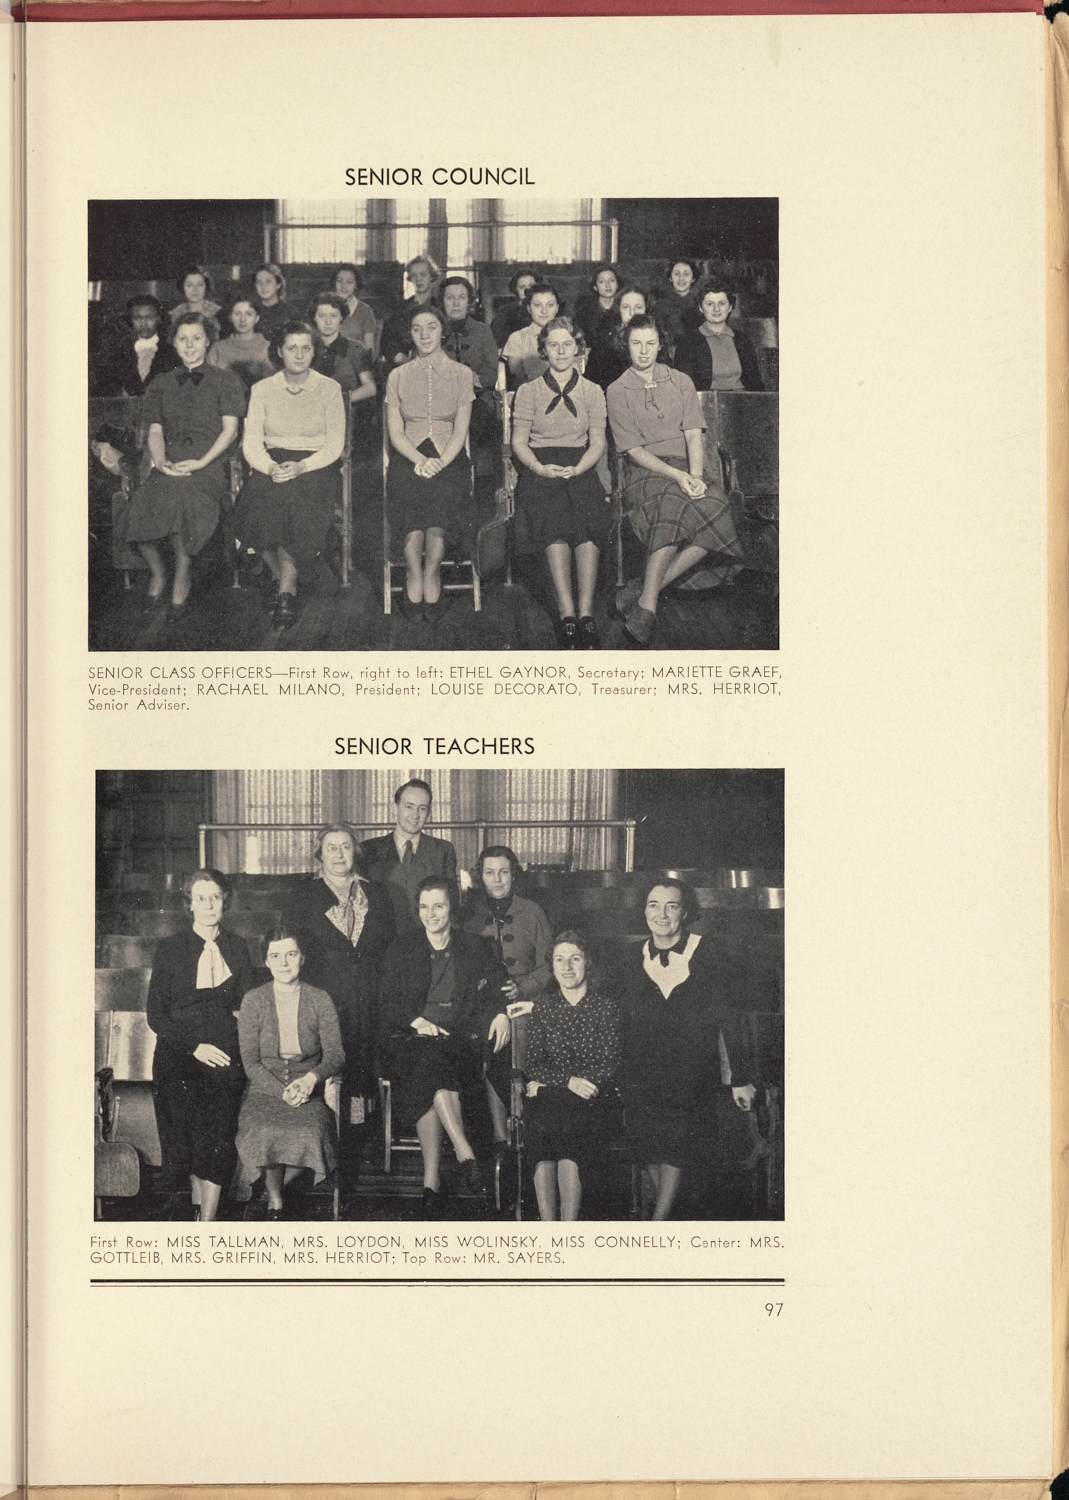 SENIOR COUNCIL
SENIOR CLASS OFFICERS—First Row, right to left: ETHEL GAYNOR, Secretary; MARIETTE GRAEF,
Vice-President; RACHAEL MILANO, President; LOUISE DECORATO, Treasurer; MRS. HERRIOT,
Senior Adviser.
SENIOR TEACHERS
First Row: MISS TALLMAN, MRS. LOYDON, MISS WOLINSKY, MISS CONNELLY; Center: MRS.
GOTTLEIB, MRS. GRIFFIN, MRS. HERRIOT; Top Row: MR. SAYERS.
97